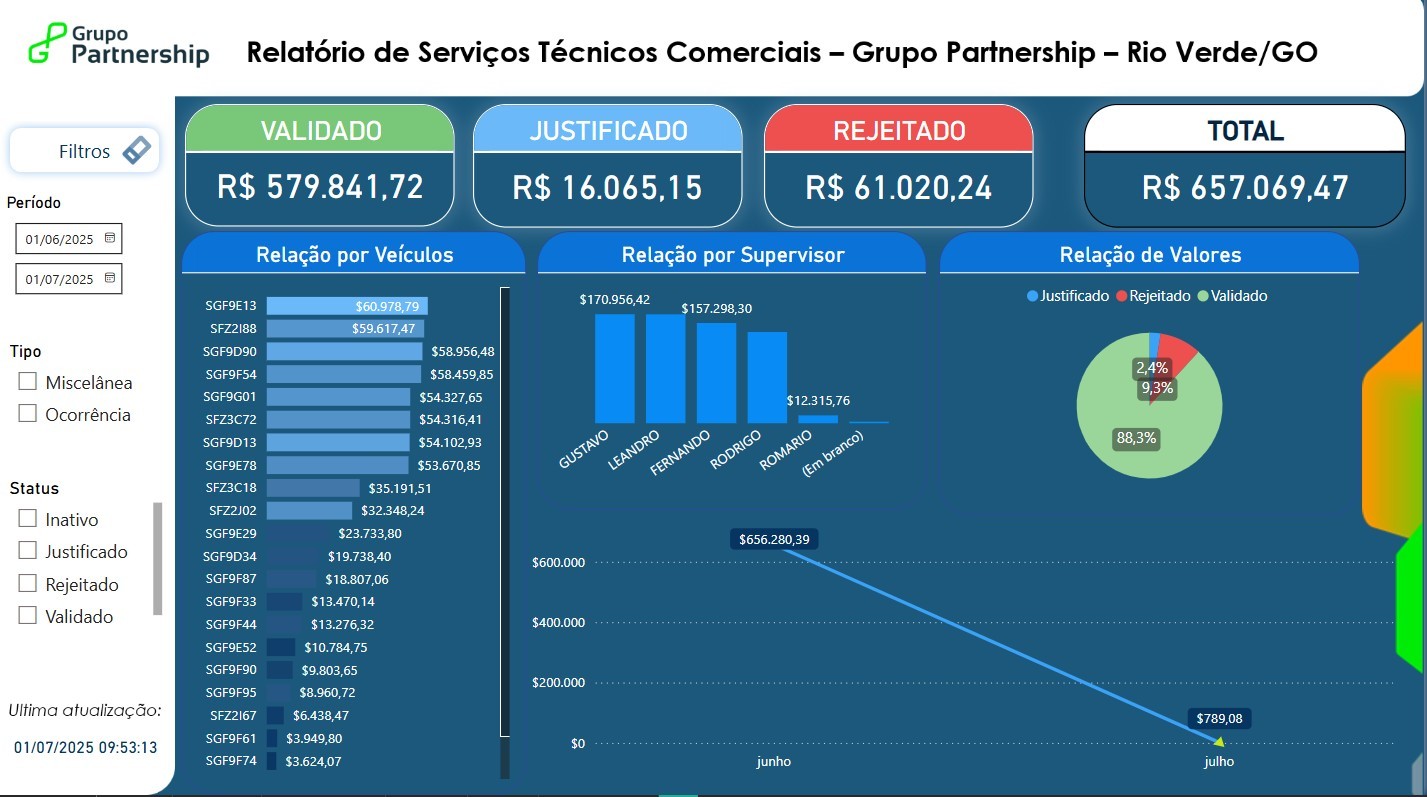 Grupo
Partnership
Relatório de Serviços Técnicos Comerciais – Grupo Partnership – Rio Verde/GO
Filtros
Período
01/06/2025
01/07/2025
Tipo
Miscelânea
Ocorrência
Status
Inativo
Justificado
Rejeitado
Validado
Ultima atualização:
01/07/2025 09:53:13
VALIDADO
R$ 579.841,72
JUSTIFICADO
R$ 16.065,15
REJEITADO
R$ 61.020,24
TOTAL
R$ 657.069,47
Relação por Veículos
SGF9E13 $60.978,79
SFZ2I88 $59.617,47
SGF9D90 $58.956,48
SGF9F54 $58.459,85
SGF9G01 $54.327,65
SFZ3C72 $54.316,41
SGF9D13 $54.102,93
SGF9E78 $53.670,85
SFZ3C18 $35.191,51
SFZ2J02 $32.348,24
SGF9E29 $23.733,80
SGF9D34 $19.738,40
SGF9F87 $18.807,06
SGF9F33 $13.470,14
SGF9F44 $13.276,32
SGF9E52 $10.784,75
SGF9F90 $9.803,65
SGF9F95 $8.960,72
SFZ2I67 $6.438,47
SGF9F61 $3.949,80
SGF9F74 $3.624,07
Relação por Supervisor
$170.956,42
$157.298,30
$12.315,76
GUSTAVO
LEANDRO
FERNANDO
RODRIGO
ROMARIO
(Em branco)
Relação de Valores
Justificado Rejeitado Validado
2,4%
9,3%
88,3%
$656.280,39
$600.000
$400.000
$200.000
$789,08
$0
junho julho